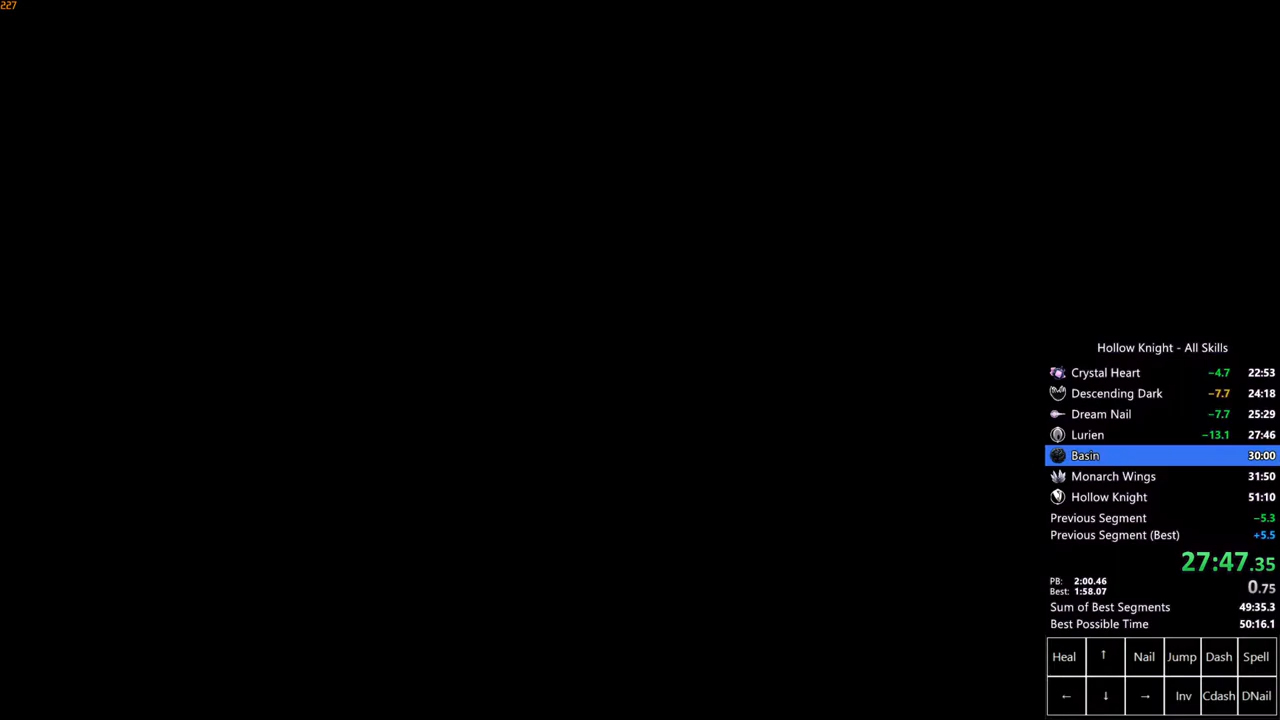 227
Hollow Knight - All Skills
Crystal Heart −4.7 22:53
Descending Dark −7.7 24:18
Dream Nail −7.7 25:29
Lurien −13.1 27:46
Basin 30:00
Monarch Wings 31:50
Hollow Knight 51:10
Previous Segment −5.3
Previous Segment (Best) +5.5
27:47.35
PB: 2:00.46
Best: 1:58.07
0.75
Sum of Best Segments 49:35.3
Best Possible Time 50:16.1
Heal ↑ Nail Jump Dash Spell
← ↓ → Inv Cdash DNail